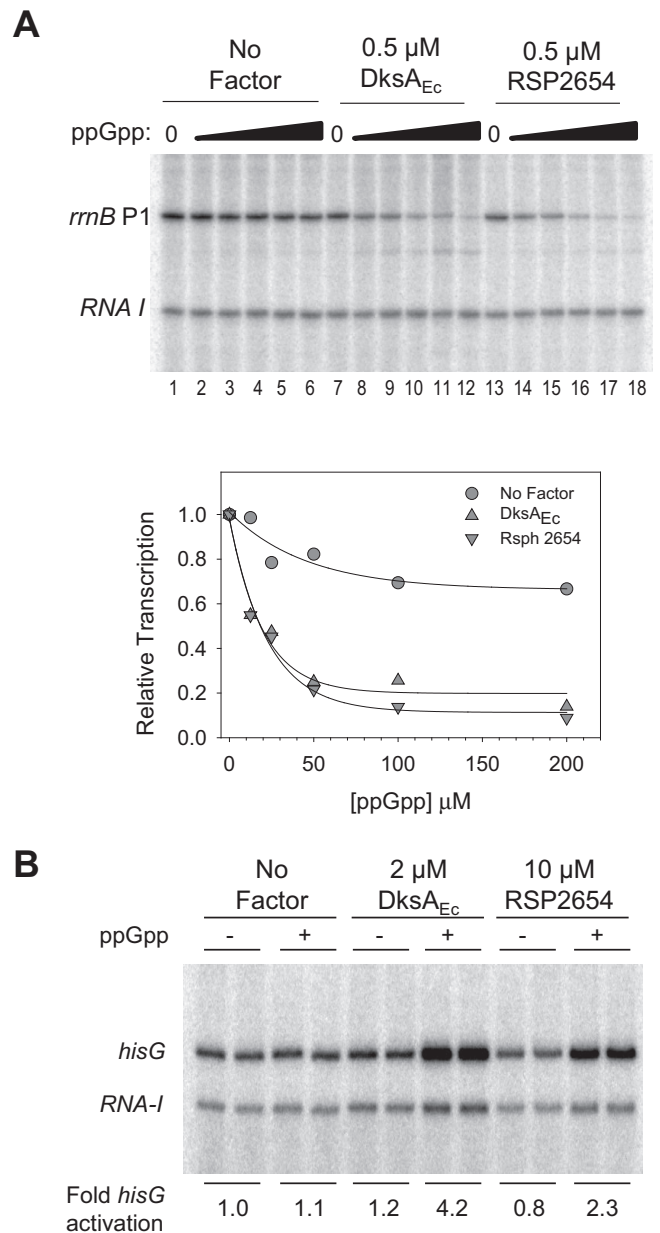 A
No Factor
0.5 µM DksAEc
0.5 µM RSP2654
ppGpp: 0 0 0
rrnB P1
RNA I
1 2 3 4 5 6 7 8 9 10 11 12 13 14 15 16 17 18
Relative Transcription
1.0
0.8
0.6
0.4
0.2
0.0
No Factor
DksAEc
Rsph 2654
0 50 100 150 200
[ppGpp] µM
B
No Factor
2 µM DksAEc
10 µM RSP2654
ppGpp - + - + - +
hisG
RNA-I
Fold hisG activation
1.0 1.1 1.2 4.2 0.8 2.3